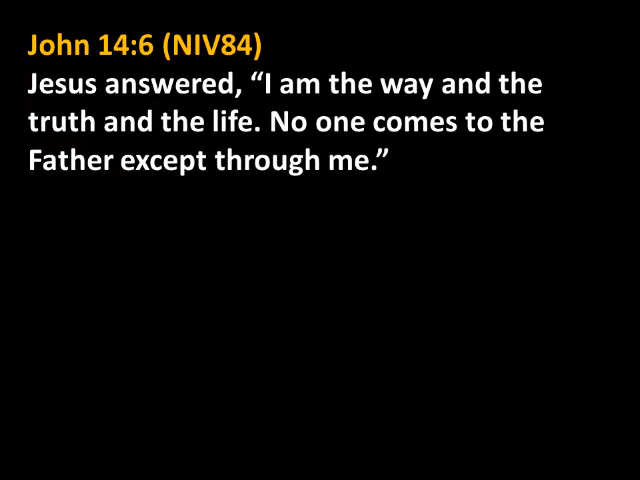 John 14:6 (NIV84)
Jesus answered, “I am the way and the
truth and the life. No one comes to the
Father except through me.”